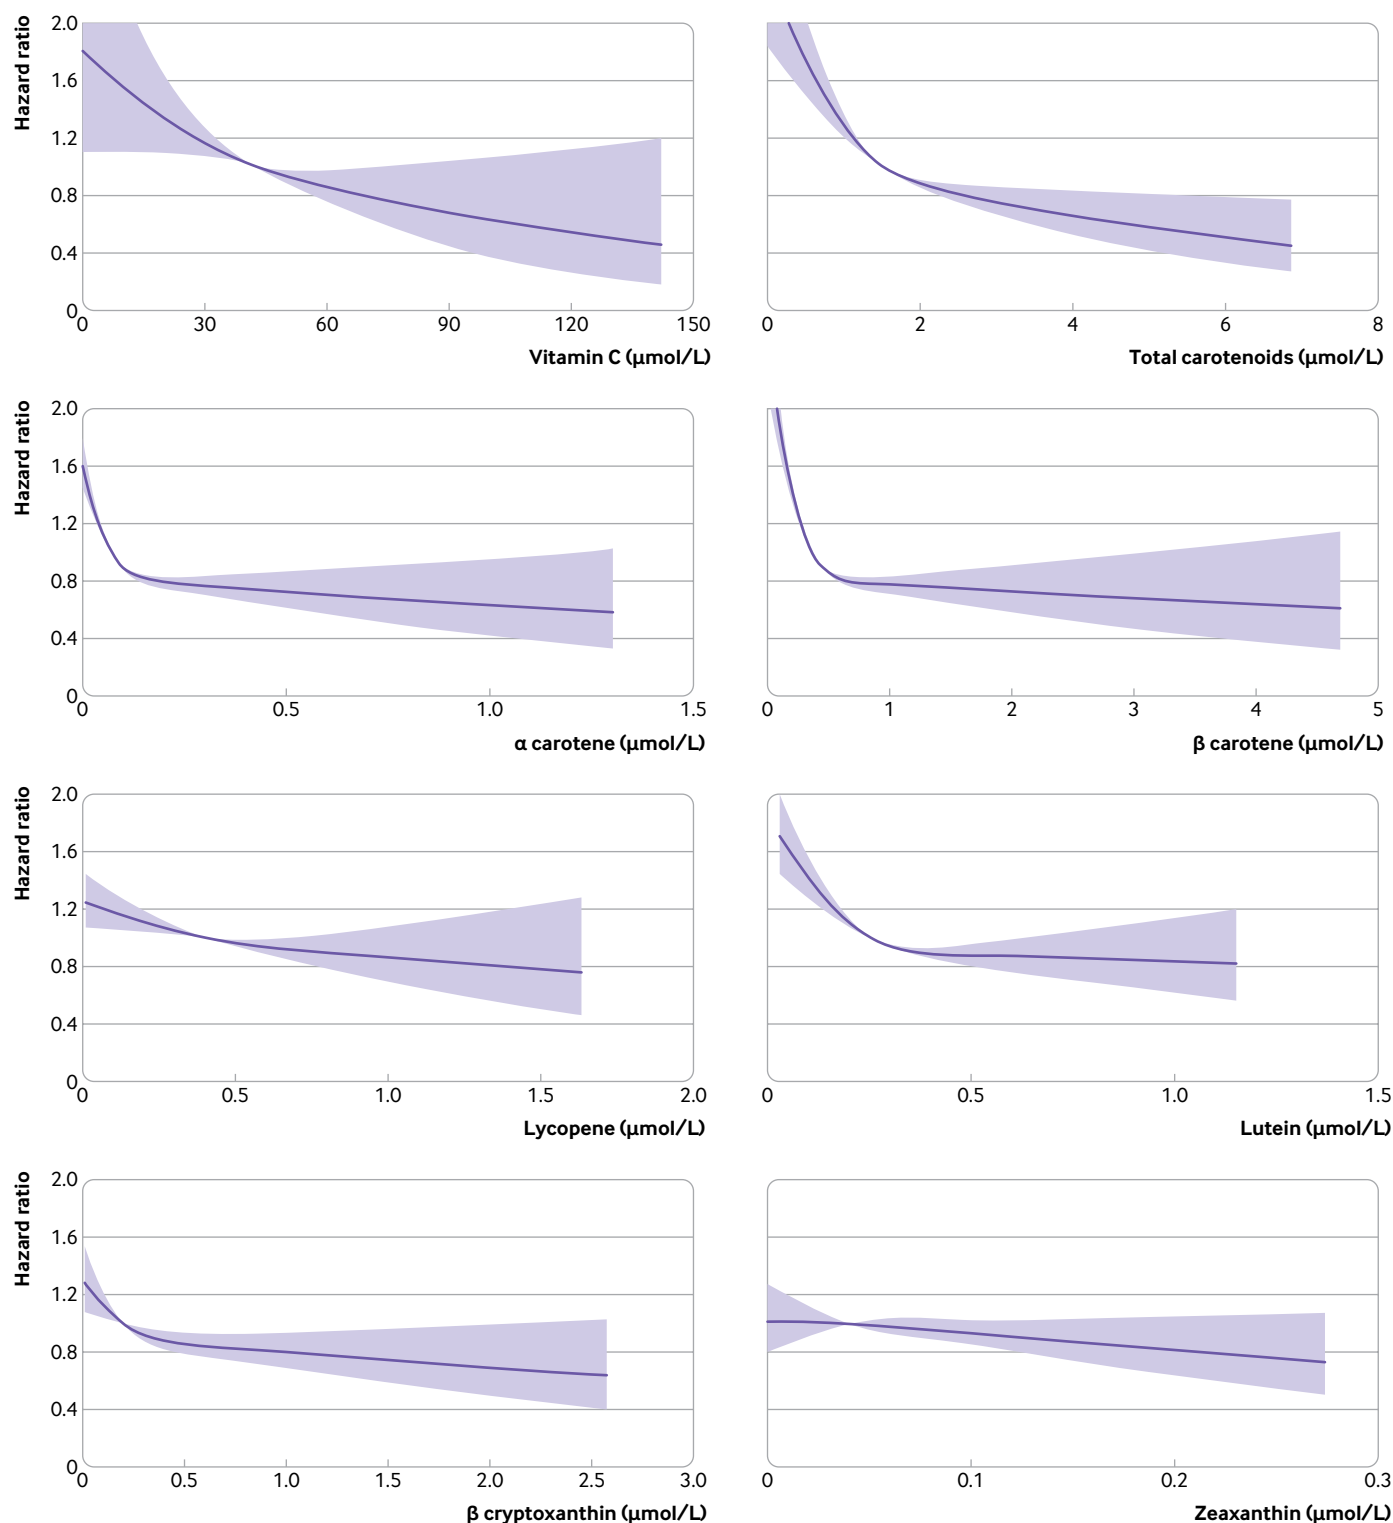 Hazard ratio
2.0
1.6
1.2
0.8
0.4
0
0 30 60 90 120 150
Vitamin C (μmol/L)
0 2 4 6 8
Total carotenoids (μmol/L)
Hazard ratio
2.0
1.6
1.2
0.8
0.4
0
0 0.5 1.0 1.5
α carotene (μmol/L)
0 1 2 3 4 5
β carotene (μmol/L)
Hazard ratio
2.0
1.6
1.2
0.8
0.4
0
0 0.5 1.0 1.5 2.0
Lycopene (μmol/L)
0 0.5 1.0 1.5
Lutein (μmol/L)
Hazard ratio
2.0
1.6
1.2
0.8
0.4
0
0 0.5 1.0 1.5 2.0 2.5 3.0
β cryptoxanthin (μmol/L)
0 0.1 0.2 0.3
Zeaxanthin (μmol/L)